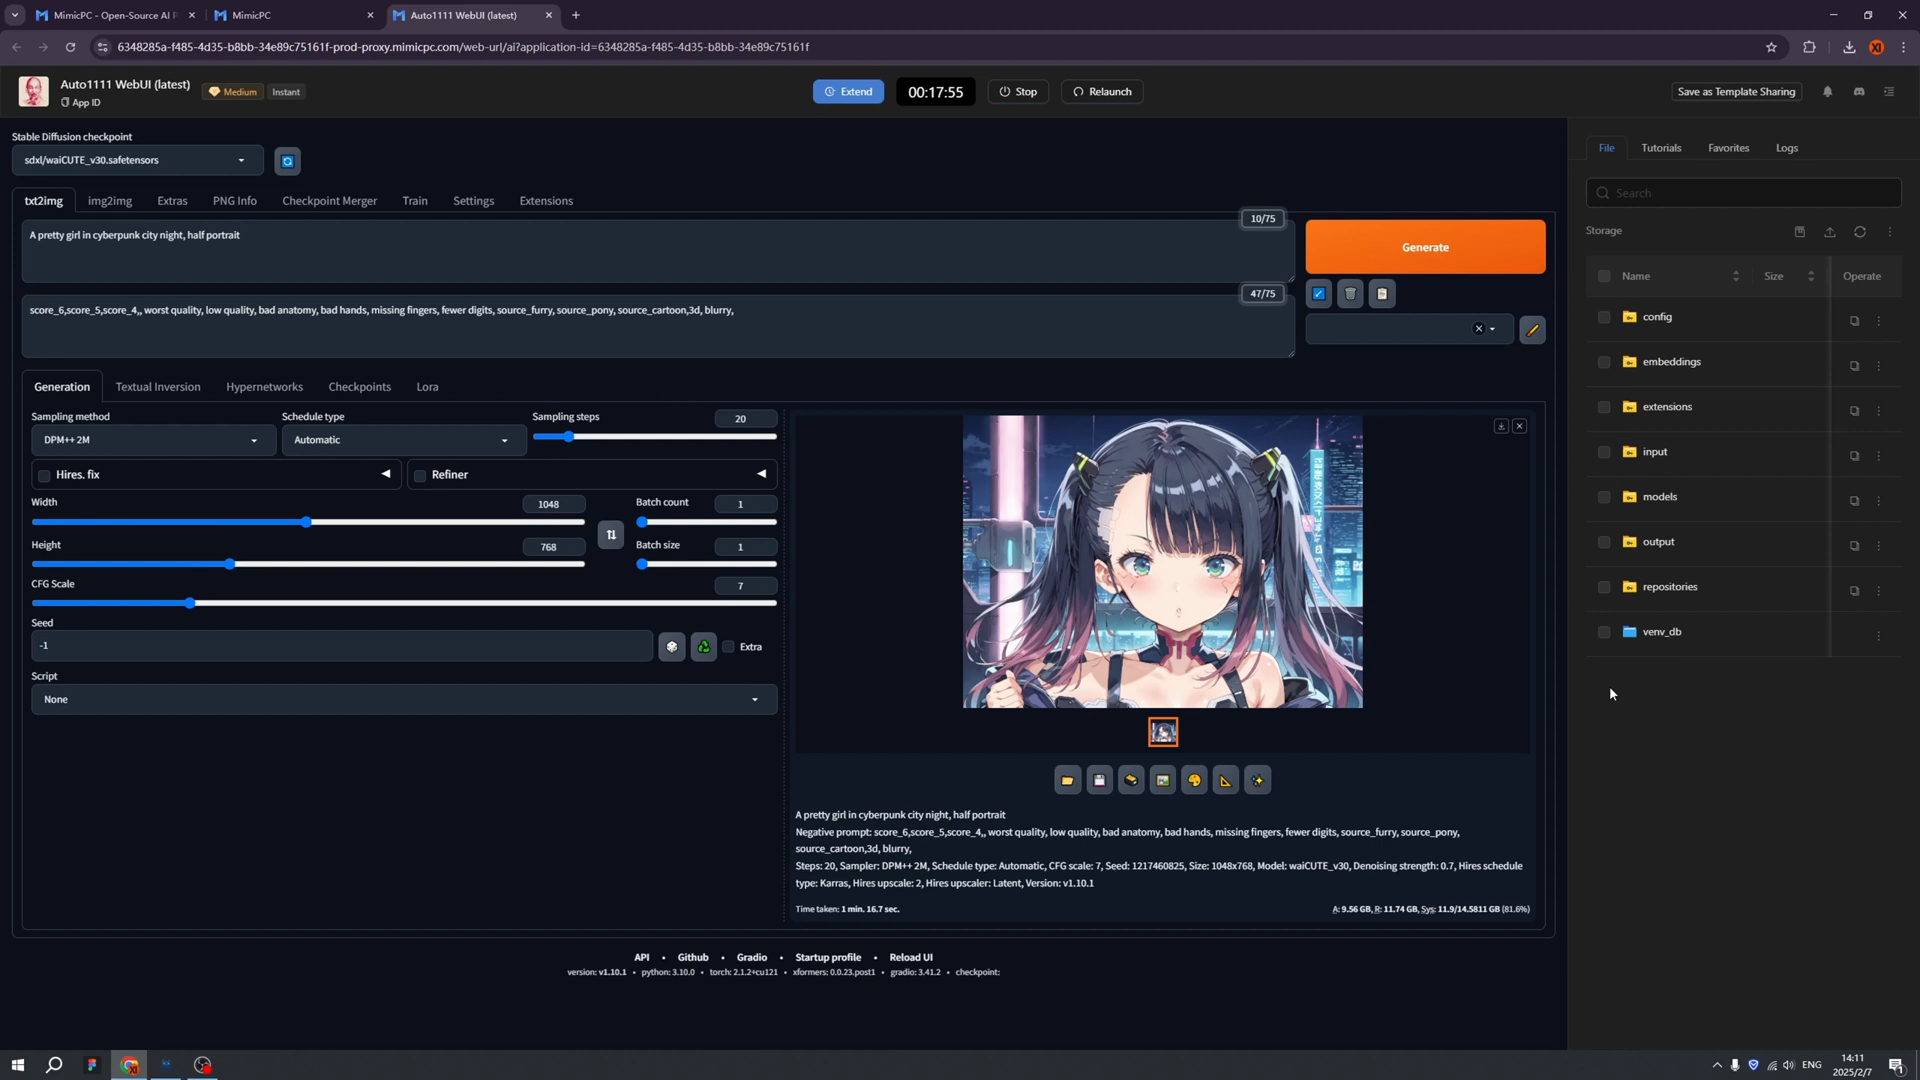 MimicPC - Open-Source AI P
MimicPC
Auto1111 WebUI (latest)
6348285a-f485-4d35-b8bb-34e89c75161f-prod-proxy.mimicpc.com/web-url/ai?application-id=6348285a-f485-4d35-b8bb-34e89c75161f
Auto1111 WebUI (latest)
Medium
Instant
App ID
Extend
00:17:55
Stop
Relaunch
Save as Template Sharing
Stable Diffusion checkpoint
sdxl/waiCUTE_v30.safetensors
txt2img
img2img
Extras
PNG Info
Checkpoint Merger
Train
Settings
Extensions
10/75
A pretty girl in cyberpunk city night, half portrait
Generate
47/75
score_6,score_5,score_4,, worst quality, low quality, bad anatomy, bad hands, missing fingers, fewer digits, source_furry, source_pony, source_cartoon,3d, blurry,
Generation
Textual Inversion
Hypernetworks
Checkpoints
Lora
Sampling method
DPM++ 2M
Schedule type
Automatic
Sampling steps
20
Hires. fix
Refiner
Width
1048
Batch count
1
Height
768
Batch size
1
CFG Scale
7
Seed
-1
Extra
Script
None
A pretty girl in cyberpunk city night, half portrait
Negative prompt: score_6,score_5,score_4,, worst quality, low quality, bad anatomy, bad hands, missing fingers, fewer digits, source_furry, source_pony,
source_cartoon,3d, blurry,
Steps: 20, Sampler: DPM++ 2M, Schedule type: Automatic, CFG scale: 7, Seed: 1217460825, Size: 1048x768, Model: waiCUTE_v30, Denoising strength: 0.7, Hires schedule
type: Karras, Hires upscale: 2, Hires upscaler: Latent, Version: v1.10.1
Time taken: 1 min. 16.7 sec.
A: 9.56 GB, R: 11.74 GB, Sys: 11.9/14.5811 GB (81.6%)
API • Github • Gradio • Startup profile • Reload UI
version: v1.10.1 • python: 3.10.0 • torch: 2.1.2+cu121 • xformers: 0.0.23.post1 • gradio: 3.41.2 • checkpoint:
File
Tutorials
Favorites
Logs
Search
Storage
Name
Size
Operate
config
embeddings
extensions
input
models
output
repositories
venv_db
ENG
14:11
2025/2/7